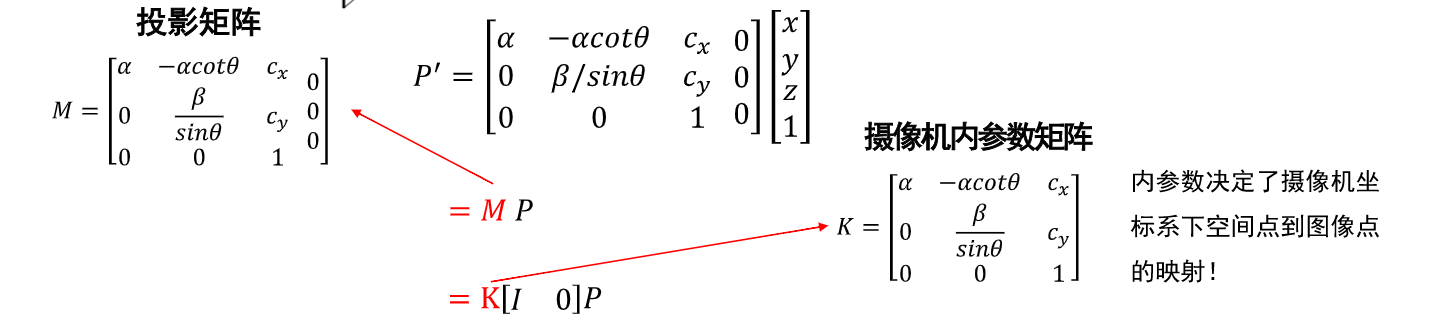 投影矩阵
M = [α −αcotθ c_x 0; 0 β/sinθ c_y 0; 0 0 1 0]
P′ = [α −αcotθ c_x 0; 0 β/sinθ c_y 0; 0 0 1 0] [x; y; z; 1]
= M P
= K[I 0]P
摄像机内参数矩阵
K = [α −αcotθ c_x; 0 β/sinθ c_y; 0 0 1]
内参数决定了摄像机坐
标系下空间点到图像点
的映射！